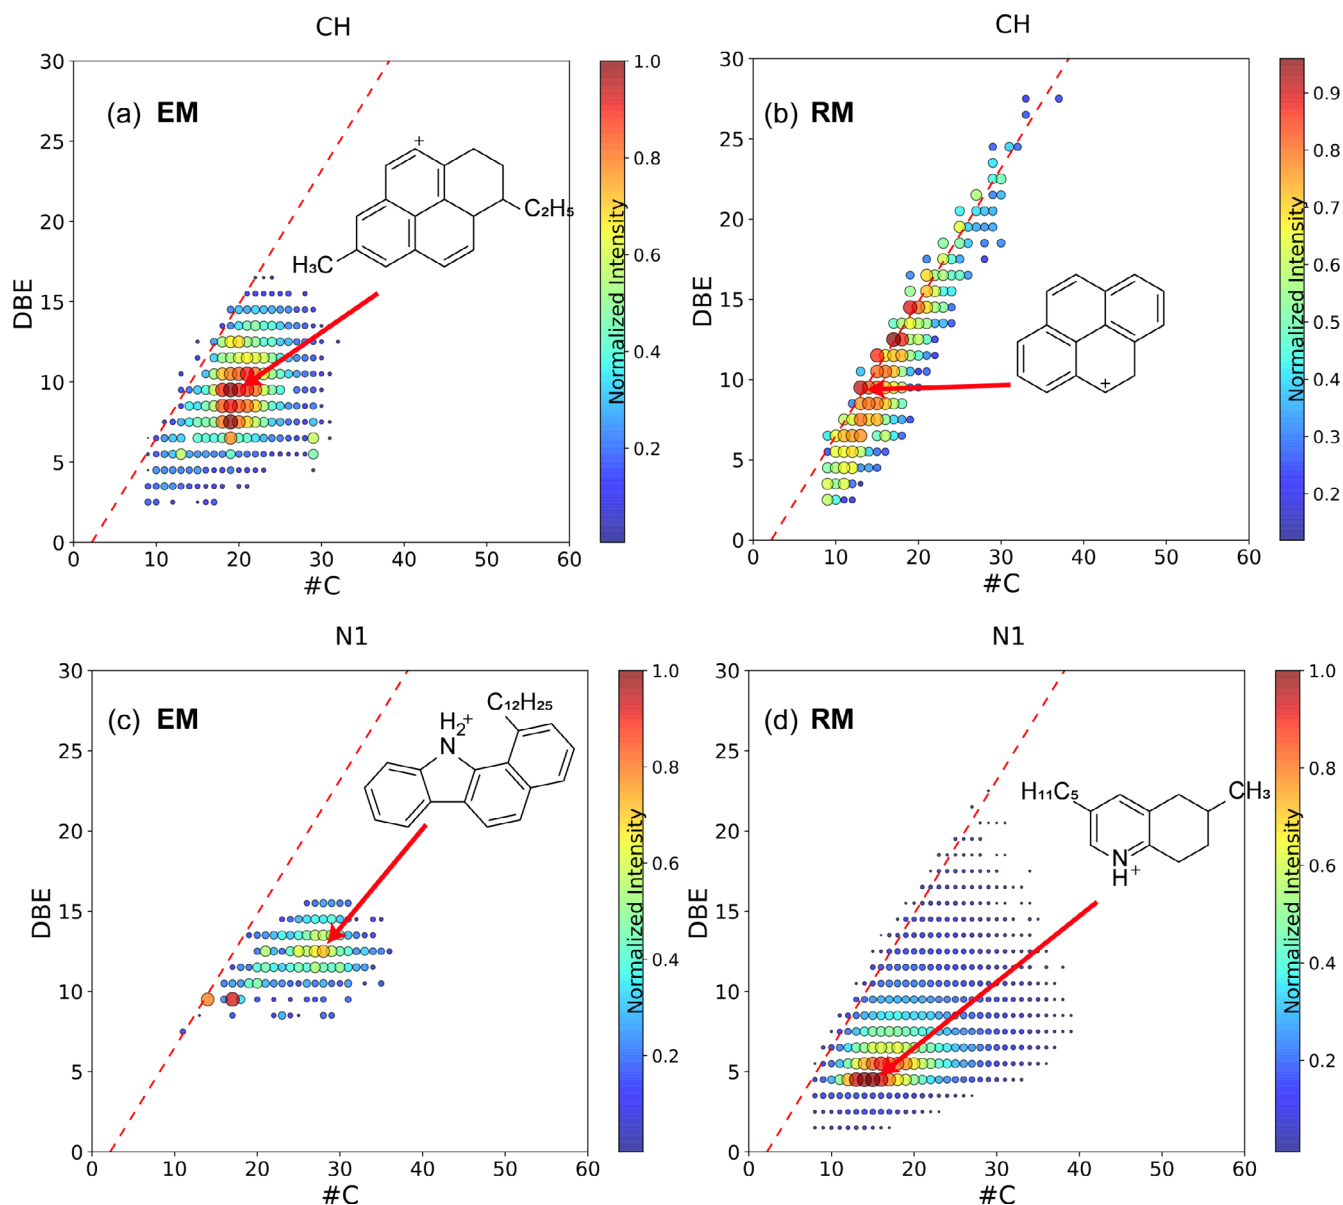 CH
(a) EM
30
25
20
15
10
5
0
DBE
0 10 20 30 40 50 60
#C
+
C₂H₅
H₃C
1.0
0.8
0.6
0.4
0.2
Normalized Intensity
CH
(b) RM
30
25
20
15
10
5
0
DBE
0 10 20 30 40 50 60
#C
+
0.9
0.8
0.7
0.6
0.5
0.4
0.3
0.2
Normalized Intensity
N1
(c) EM
30
25
20
15
10
5
0
DBE
0 10 20 30 40 50 60
#C
C₁₂H₂₅
H₂⁺
N
1.0
0.8
0.6
0.4
0.2
Normalized Intensity
N1
(d) RM
30
25
20
15
10
5
0
DBE
0 10 20 30 40 50 60
#C
H₁₁C₅
CH₃
N
H⁺
1.0
0.8
0.6
0.4
0.2
Normalized Intensity